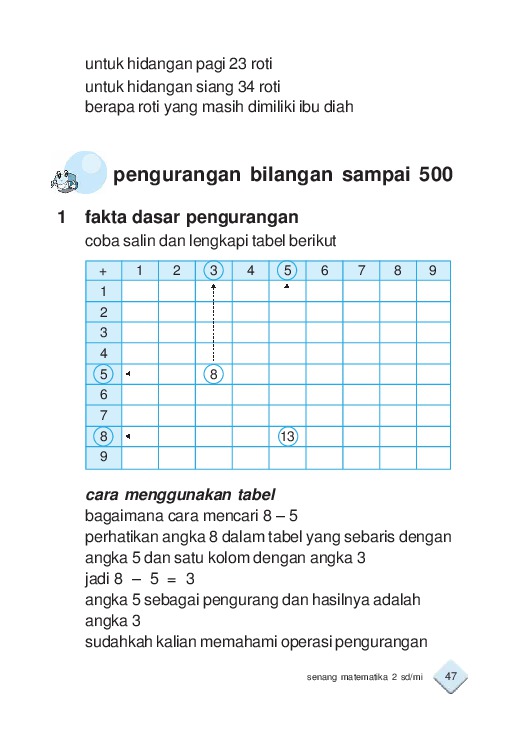 untuk hidangan pagi 23 roti
untuk hidangan siang 34 roti
berapa roti yang masih dimiliki ibu diah
pengurangan bilangan sampai 500
1 fakta dasar pengurangan
coba salin dan lengkapi tabel berikut
+ 1 2 3 4 5 6 7 8 9
1
2
3
4
5 8
6
7
8 13
9
cara menggunakan tabel
bagaimana cara mencari 8 – 5
perhatikan angka 8 dalam tabel yang sebaris dengan
angka 5 dan satu kolom dengan angka 3
jadi 8 – 5 = 3
angka 5 sebagai pengurang dan hasilnya adalah
angka 3
sudahkah kalian memahami operasi pengurangan
senang matematika 2 sd/mi 47